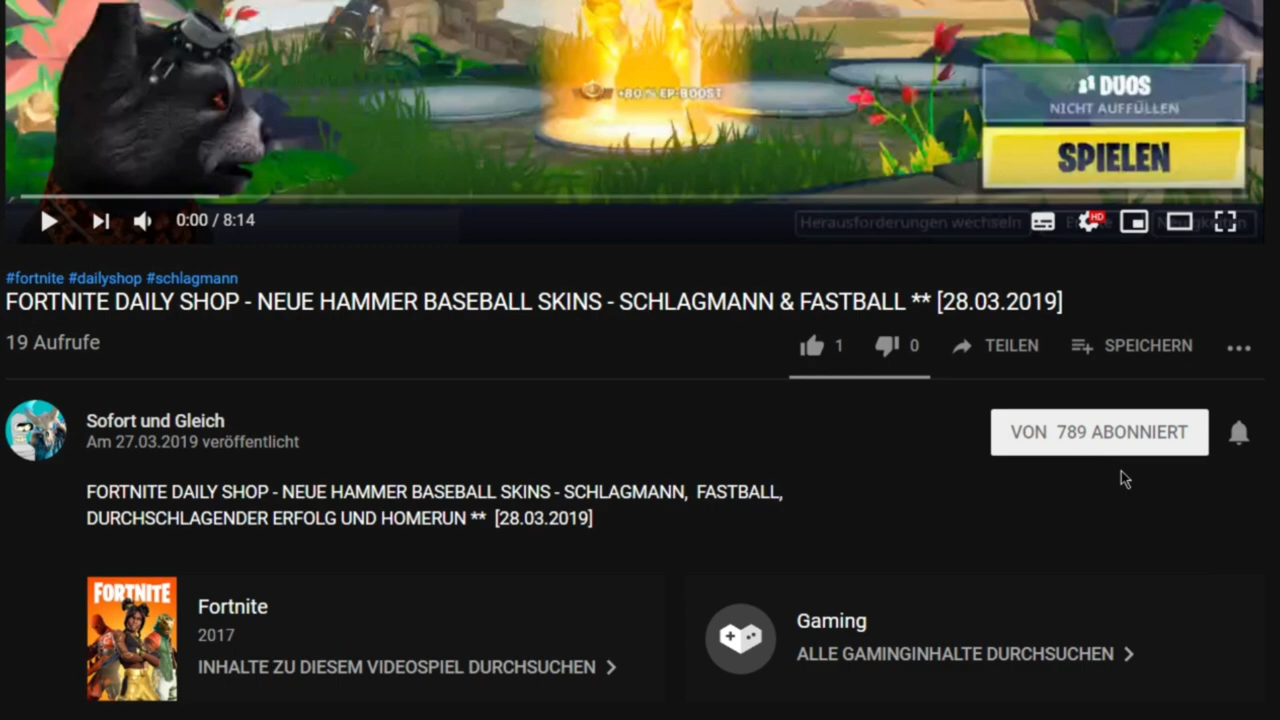 +80 % EP-BOOST
DUOS
NICHT AUFFÜLLEN
SPIELEN
0:00 / 8:14
Herausforderungen wechseln
HD
#fortnite #dailyshop #schlagmann
FORTNITE DAILY SHOP - NEUE HAMMER BASEBALL SKINS - SCHLAGMANN & FASTBALL ** [28.03.2019]
19 Aufrufe
1 0 TEILEN SPEICHERN
Sofort und Gleich
Am 27.03.2019 veröffentlicht
VON 789 ABONNIERT
FORTNITE DAILY SHOP - NEUE HAMMER BASEBALL SKINS - SCHLAGMANN, FASTBALL,
DURCHSCHLAGENDER ERFOLG UND HOMERUN ** [28.03.2019]
FORTNITE
Fortnite
2017
INHALTE ZU DIESEM VIDEOSPIEL DURCHSUCHEN
Gaming
ALLE GAMINGINHALTE DURCHSUCHEN